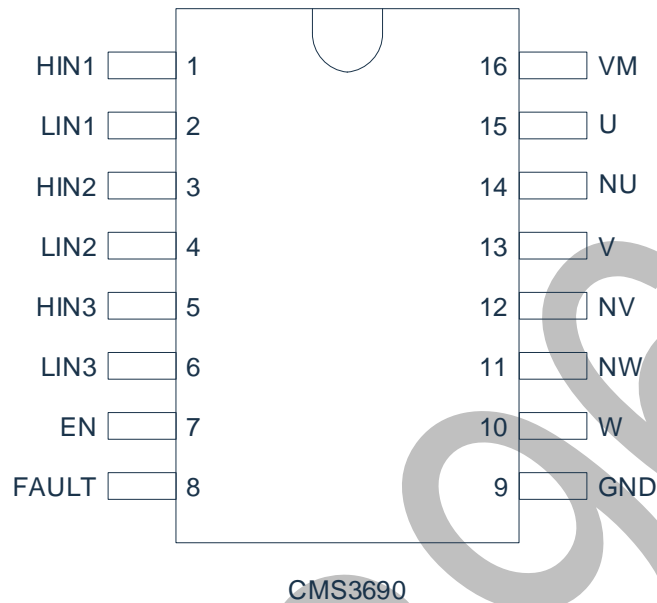 HIN1 1 16 VM
LIN1 2 15 U
HIN2 3 14 NU
LIN2 4 13 V
HIN3 5 12 NV
LIN3 6 11 NW
EN 7 10 W
FAULT 8 9 GND
CMS3690